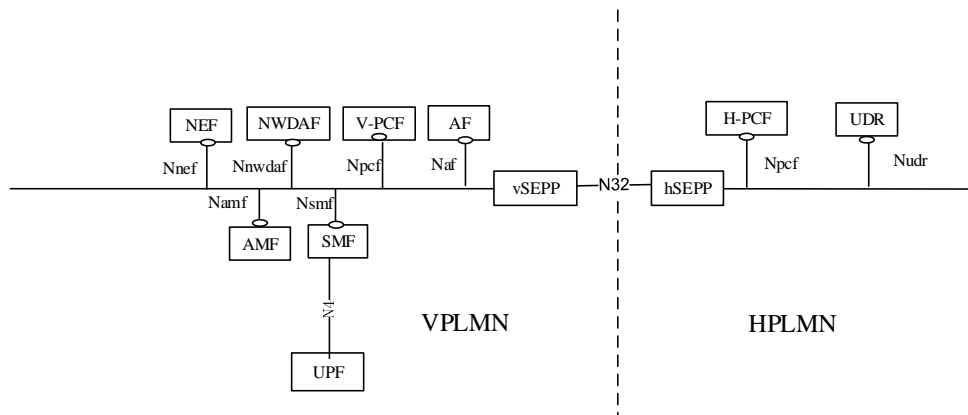 NEF
NWDAF
V-PCF
AF
H-PCF
UDR
Nnef
Nnwdaf
Npcf
Naf
Npcf
Nudr
vSEPP
N32
hSEPP
Namf
Nsmf
AMF
SMF
N4
VPLMN
HPLMN
UPF